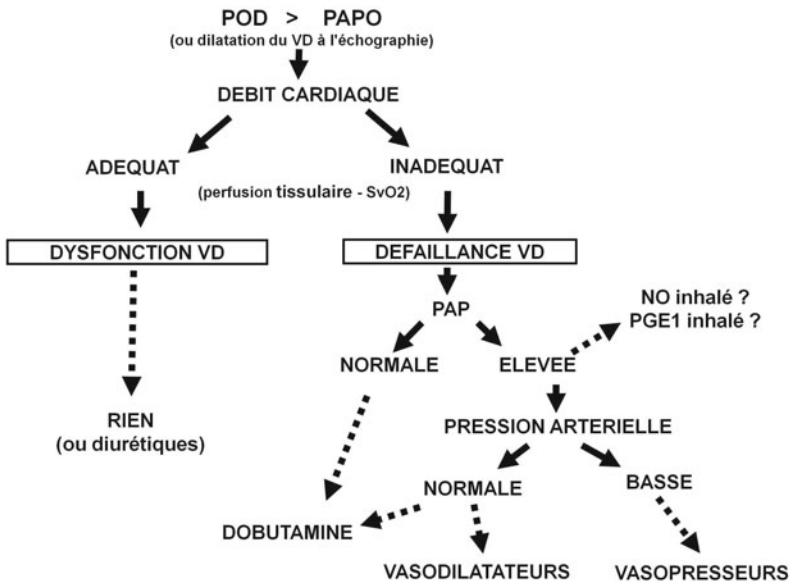 POD > PAPO
(ou dilatation du VD à l'échographie)
DEBIT CARDIAQUE
ADEQUAT
INADEQUAT
(perfusion tissulaire - SvO2)
DYSFONCTION VD
DEFAILLANCE VD
PAP
NO inhalé ?
PGE1 inhalé ?
NORMALE
ELEVEE
RIEN
(ou diurétiques)
PRESSION ARTERIELLE
NORMALE
BASSE
DOBUTAMINE
VASODILATATEURS
VASOPRESSEURS